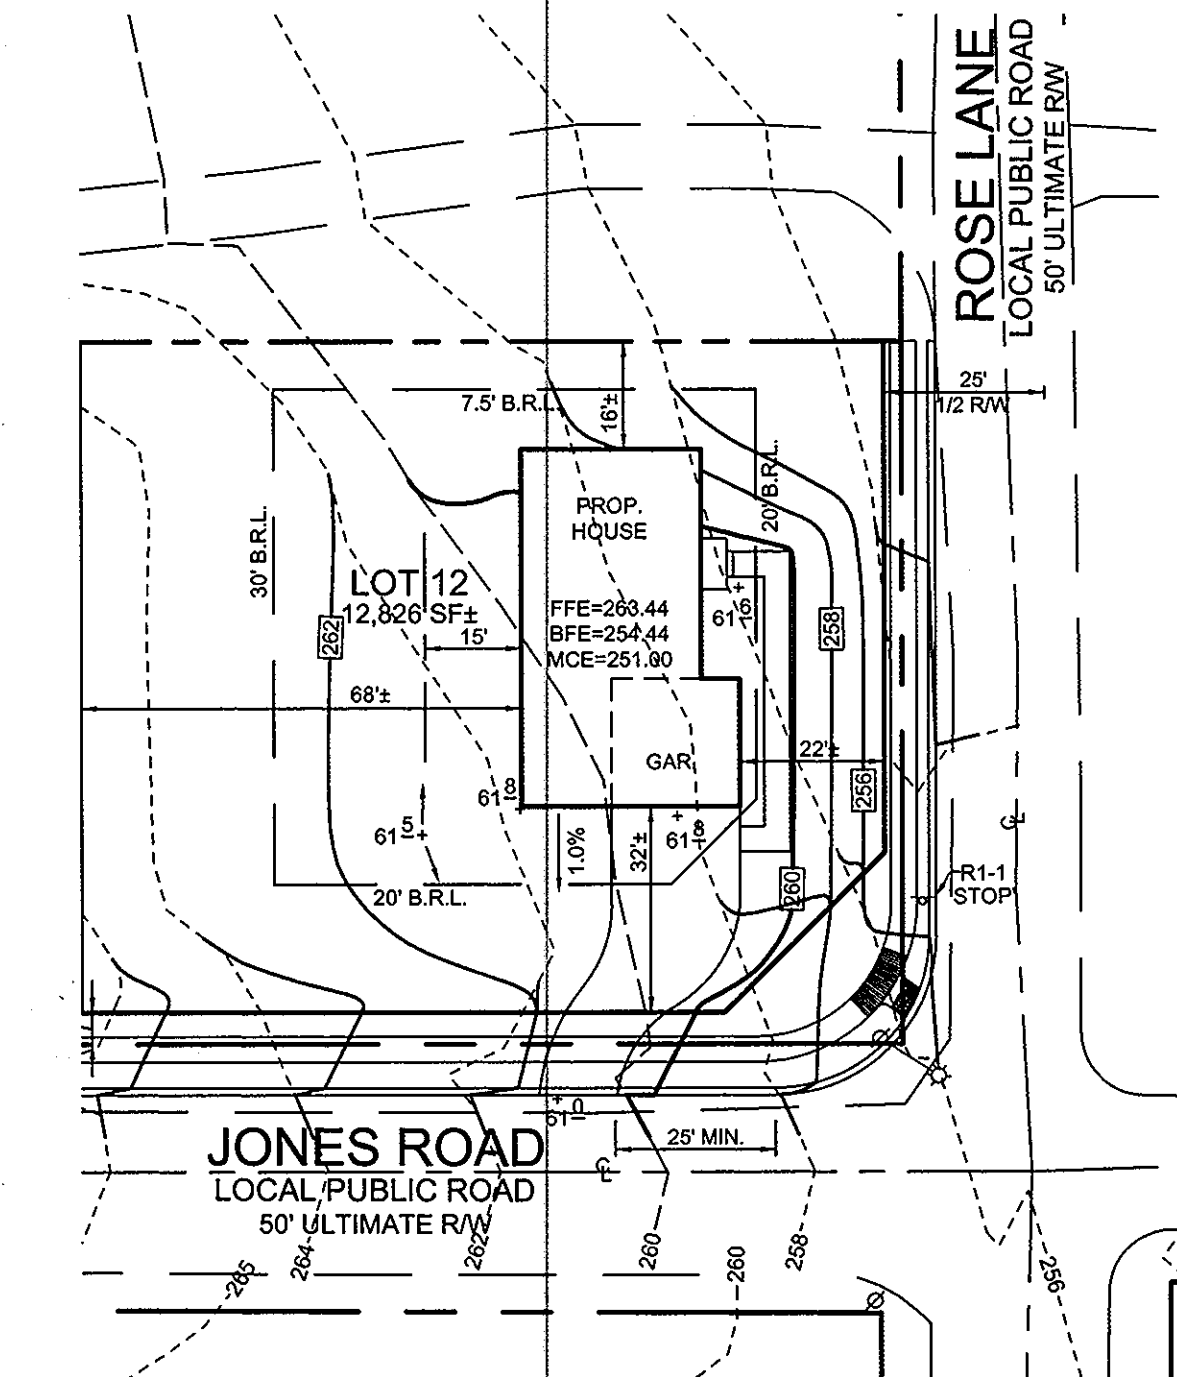 ROSE LANE
LOCAL PUBLIC ROAD
50' ULTIMATE R/W
25'
1/2 R/W
7.5' B.R.L.
16'±
20' B.R.L.
30' B.R.L.
PROP.
HOUSE
LOT 12
12,826 SF±
262
15'
68'±
FFE=263.44
BFE=254.44
MCE=251.00
61 6
258
GAR.
22'±
256
61 8
61 5
61 8
1.0%
32'±
20' B.R.L.
260
R1-1
STOP
CL
61 0
25' MIN.
JONES ROAD
LOCAL PUBLIC ROAD
50' ULTIMATE R/W
CL
265
264
262
260
260
258
256